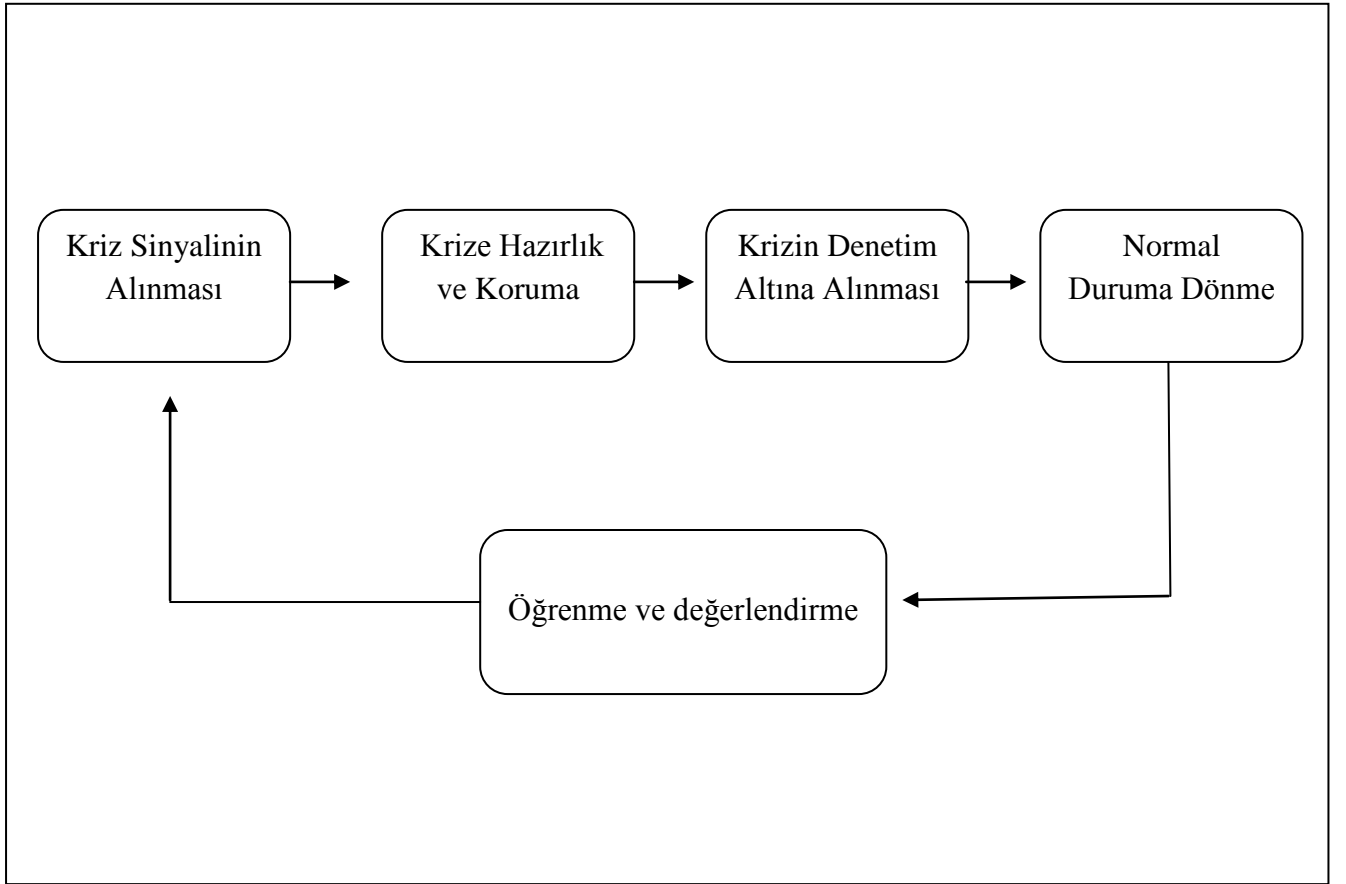 Kriz Sinyalinin
Alınması
Krize Hazırlık
ve Koruma
Krizin Denetim
Altına Alınması
Normal
Duruma Dönme
Öğrenme ve değerlendirme